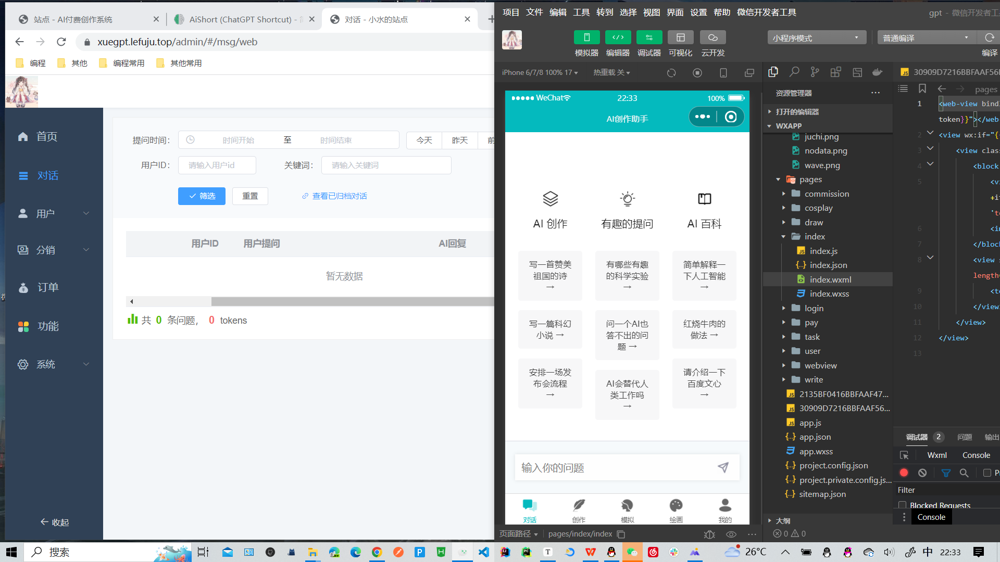 站点 - AI付费创作系统
AiShort (ChatGPT Shortcut) -
对话 - 小水的站点
xuegpt.lefuju.top/admin/#/msg/web
编程
其他
编程常用
其他常用
首页
对话
用户
分销
订单
功能
系统
收起
提问时间：
时间开始
至
时间结束
今天
昨天
前
用户ID：
请输入用户id
关键词：
请输入关键词
筛选
重置
查看已归档对话
用户ID
用户提问
AI回复
暂无数据
共 0 条问题， 0 tokens
项目 文件 编辑 工具 转到 选择 视图 界面 设置 帮助 微信开发者工具
gpt - 微信开发者工
模拟器
编辑器
调试器
可视化
云开发
小程序模式
普通编译
编译
iPhone 6/7/8 100% 17
热重载 关
WeChat
22:33
100%
AI创作助手
AI 创作
有趣的提问
AI 百科
写一首赞美
祖国的诗
→
有哪些有趣
的科学实验
→
简单解释一
下人工智能
→
写一篇科幻
小说 →
问一个AI也
答不出的问
题 →
红烧牛肉的
做法 →
安排一场发
布会流程
→
AI会替代人
类工作吗
→
请介绍一下
百度文心
→
输入你的问题
对话
创作
模拟
绘画
我的
页面路径
pages/index/index
资源管理器
打开的编辑器
WXAPP
juchi.png
nodata.png
wave.png
pages
commission
cosplay
draw
index
index.js
index.json
index.wxml
index.wxss
login
pay
task
user
webview
write
2135BF0416BBFAAF47...
30909D7216BBFAAF56...
app.js
app.json
app.wxss
project.config.json
project.private.config.js...
sitemap.json
大纲
0 0
30909D7216BBFAAF56
pages
1 <web-view bind
token}}"></web
2 <view wx:if="{
3 <view clas
4 <block
5 <v
+i
't
6 <i
7 </bloc
8 <view
length=
9 <t
10 </view
11 </view>
12 </view>
13
调试器 2
问题
输出
Wxml
Console
Filter
Blocked Requests
Console
搜索
26°C
中
22:33